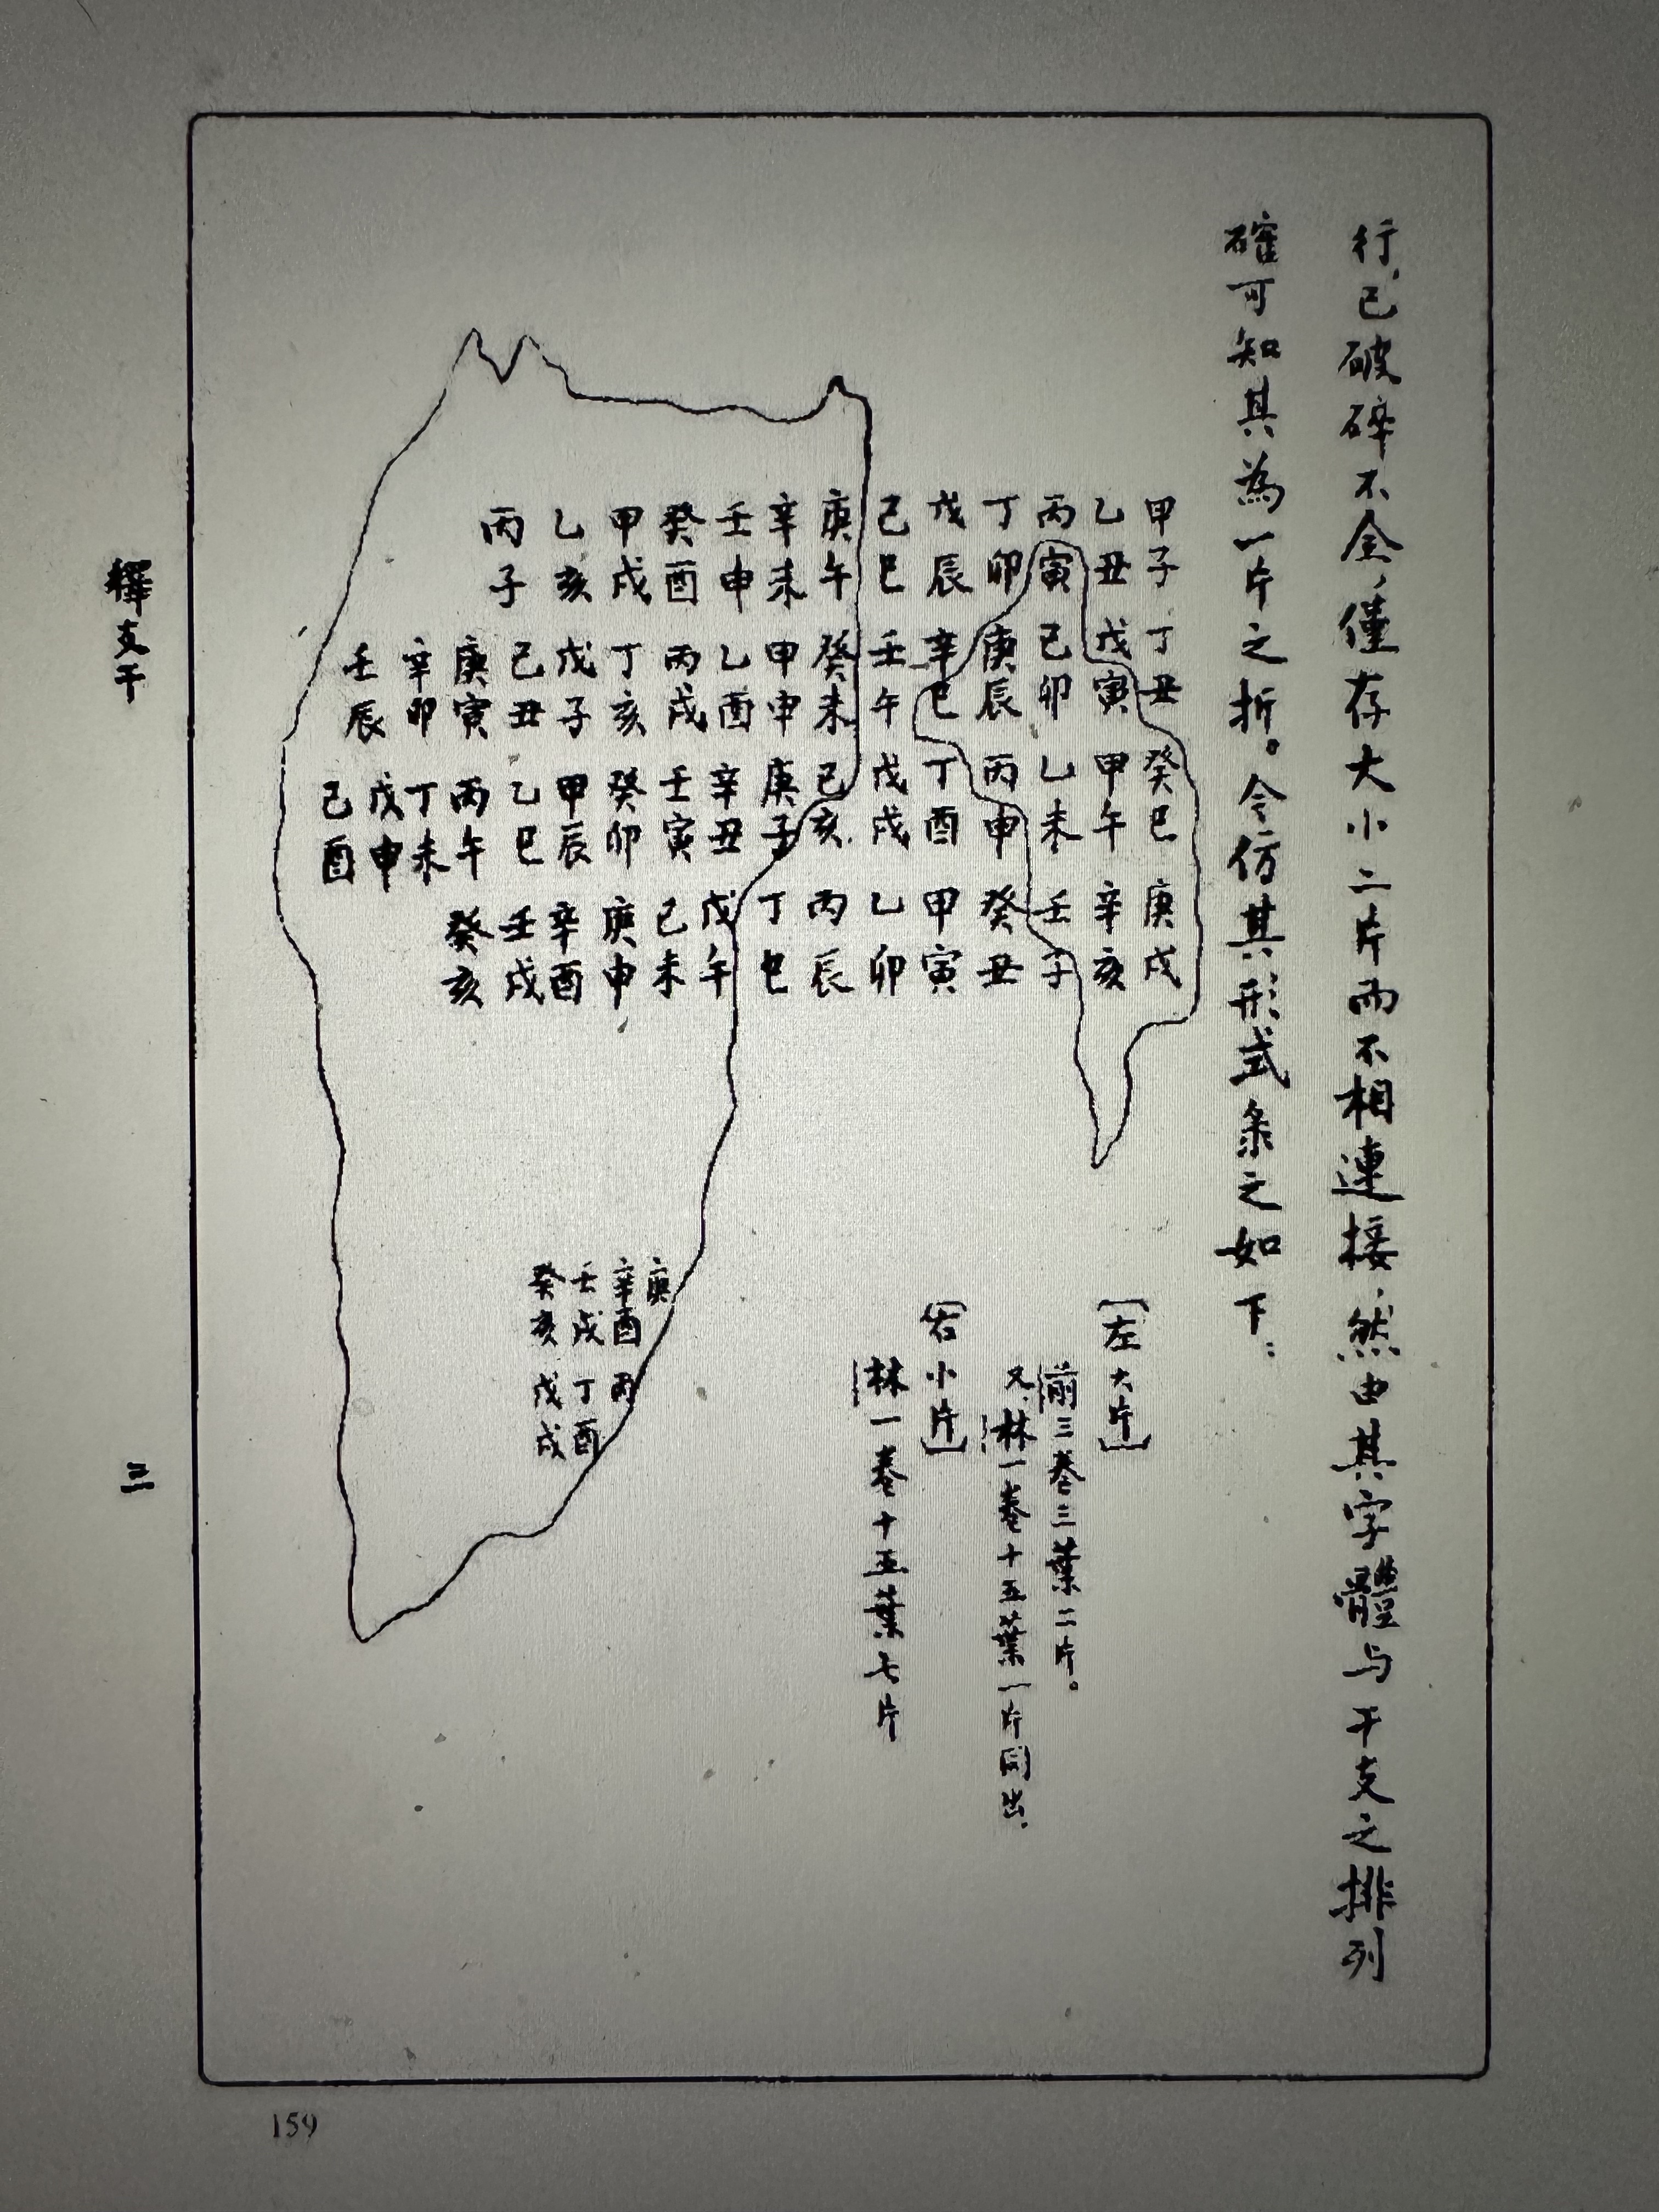 行,已破碎不全,僅存大小二片而不相連接,然由其字體与干支之排列
確可知其為一片之折。今仿其形式彔之如下:
甲子 丁丑 癸巳 庚戌
乙丑 戊寅 甲午 辛亥
丙寅 己卯 乙未 壬子
丁卯 庚辰 丙申 癸丑
戊辰 辛巳 丁酉 甲寅
己巳 壬午 戊戌 乙卯
庚午 癸未 己亥 丙辰
辛未 甲申 庚子 丁巳
壬申 乙酉 辛丑 戊午
癸酉 丙戌 壬寅 己未
甲戌 丁亥 癸卯 庚申
乙亥 戊子 甲辰 辛酉
丙子 己丑 乙巳 壬戌
庚寅 丙午 癸亥
辛卯 丁未
壬辰 戊申
己酉
[左大片]
前三卷三葉二片。
又,林一卷十五葉一片同出.
[右小片]
林一卷十五葉七片
庚
辛酉 丙
壬戌 丁酉
癸亥 戊戌
釋支干
三
159